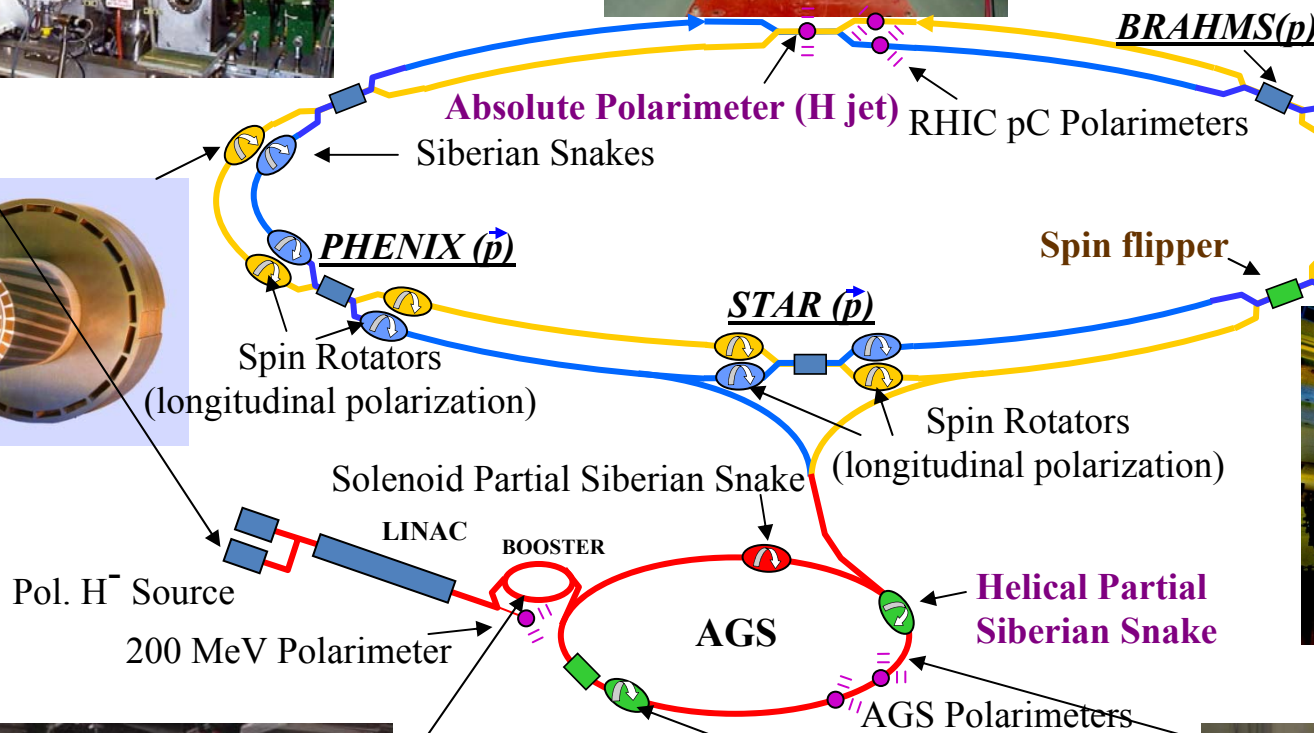 BRAHMS(p)
Absolute Polarimeter (H jet)
RHIC pC Polarimeters
Siberian Snakes
PHENIX (p)
Spin flipper
STAR (p)
Spin Rotators
(longitudinal polarization)
Spin Rotators
(longitudinal polarization)
Solenoid Partial Siberian Snake
LINAC
BOOSTER
Pol. H⁻ Source
Helical Partial
Siberian Snake
AGS
200 MeV Polarimeter
AGS Polarimeters